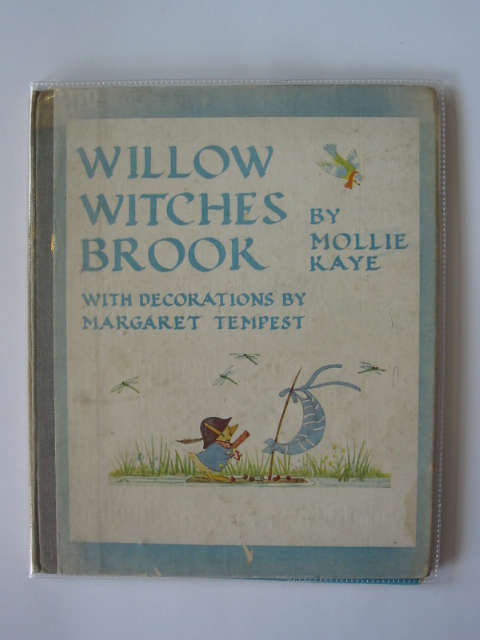 WILLOW
WITCHES
BROOK
BY
MOLLIE
KAYE
WITH DECORATIONS BY
MARGARET TEMPEST